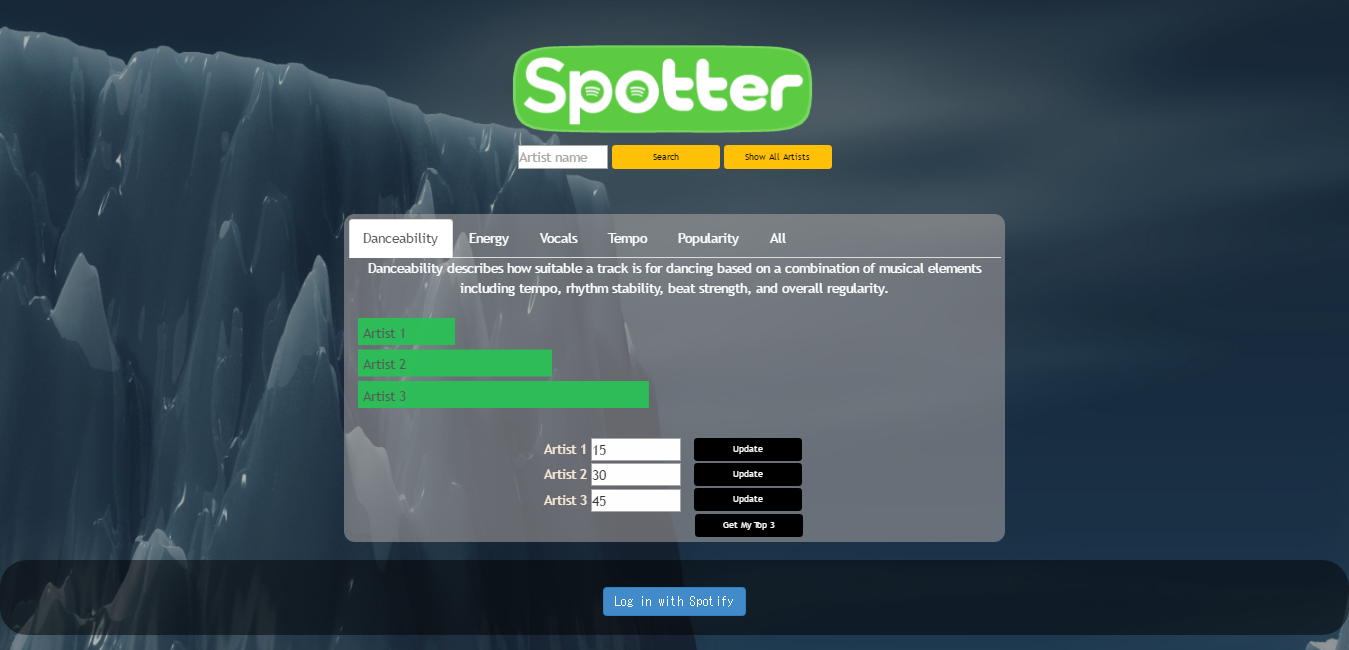 Spotter
Artist name Search Show All Artists
Danceability Energy Vocals Tempo Popularity All
Danceability describes how suitable a track is for dancing based on a combination of musical elements
including tempo, rhythm stability, beat strength, and overall regularity.
Artist 1
Artist 2
Artist 3
Artist 1 15 Update
Artist 2 30 Update
Artist 3 45 Update
Get My Top 3
Log in with Spotify